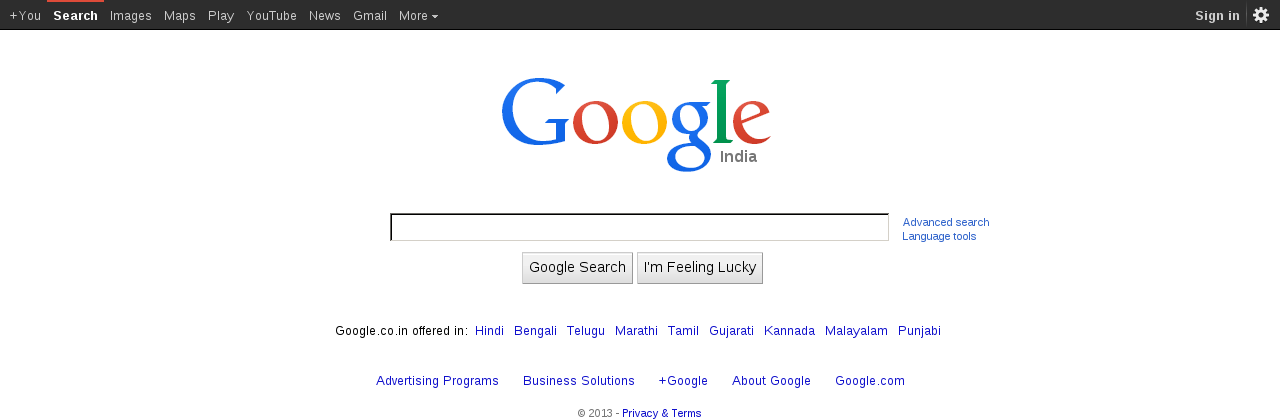 +You Search Images Maps Play YouTube News Gmail More Sign in
Google
India
Advanced search
Language tools
Google Search I'm Feeling Lucky
Google.co.in offered in: Hindi Bengali Telugu Marathi Tamil Gujarati Kannada Malayalam Punjabi
Advertising Programs Business Solutions +Google About Google Google.com
© 2013 - Privacy & Terms